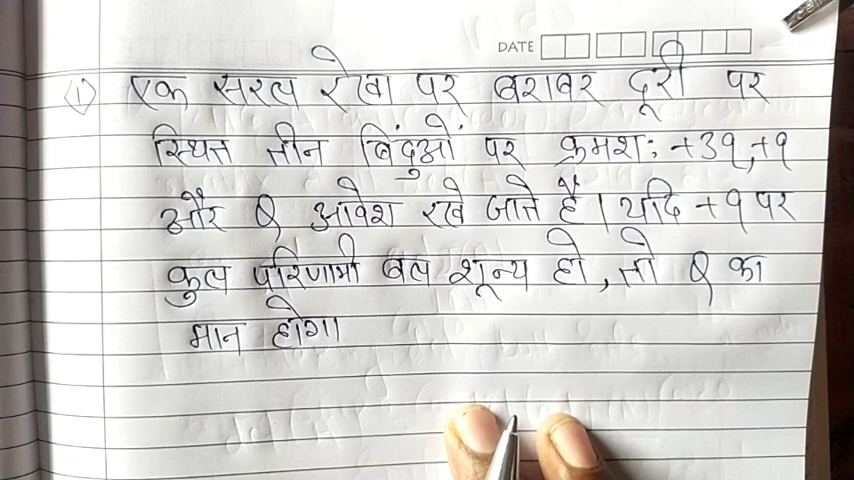 DATE
(1) एक सरल रेखा पर बराबर दूरी पर
स्थित तीन बिंदुओं पर क्रमश: +3q,+q
और Q आवेश रखे जाते है। यदि +q पर
कुल परिणामी बल शून्य हो, तो Q का
मान होगा।